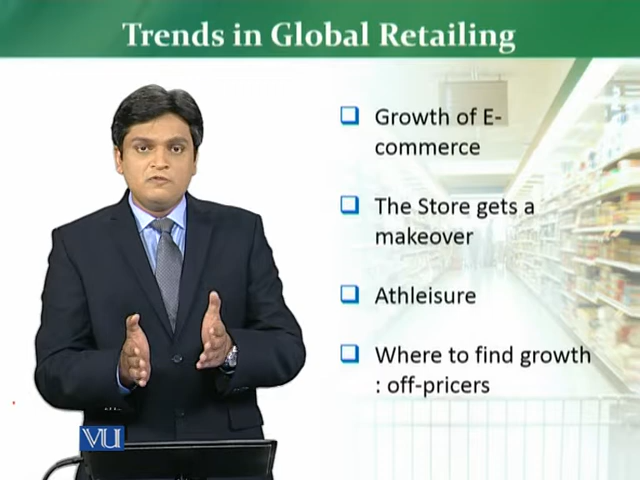 Trends in Global Retailing
Growth of E-
commerce
The Store gets a
makeover
Athleisure
Where to find growth
: off-pricers
VU